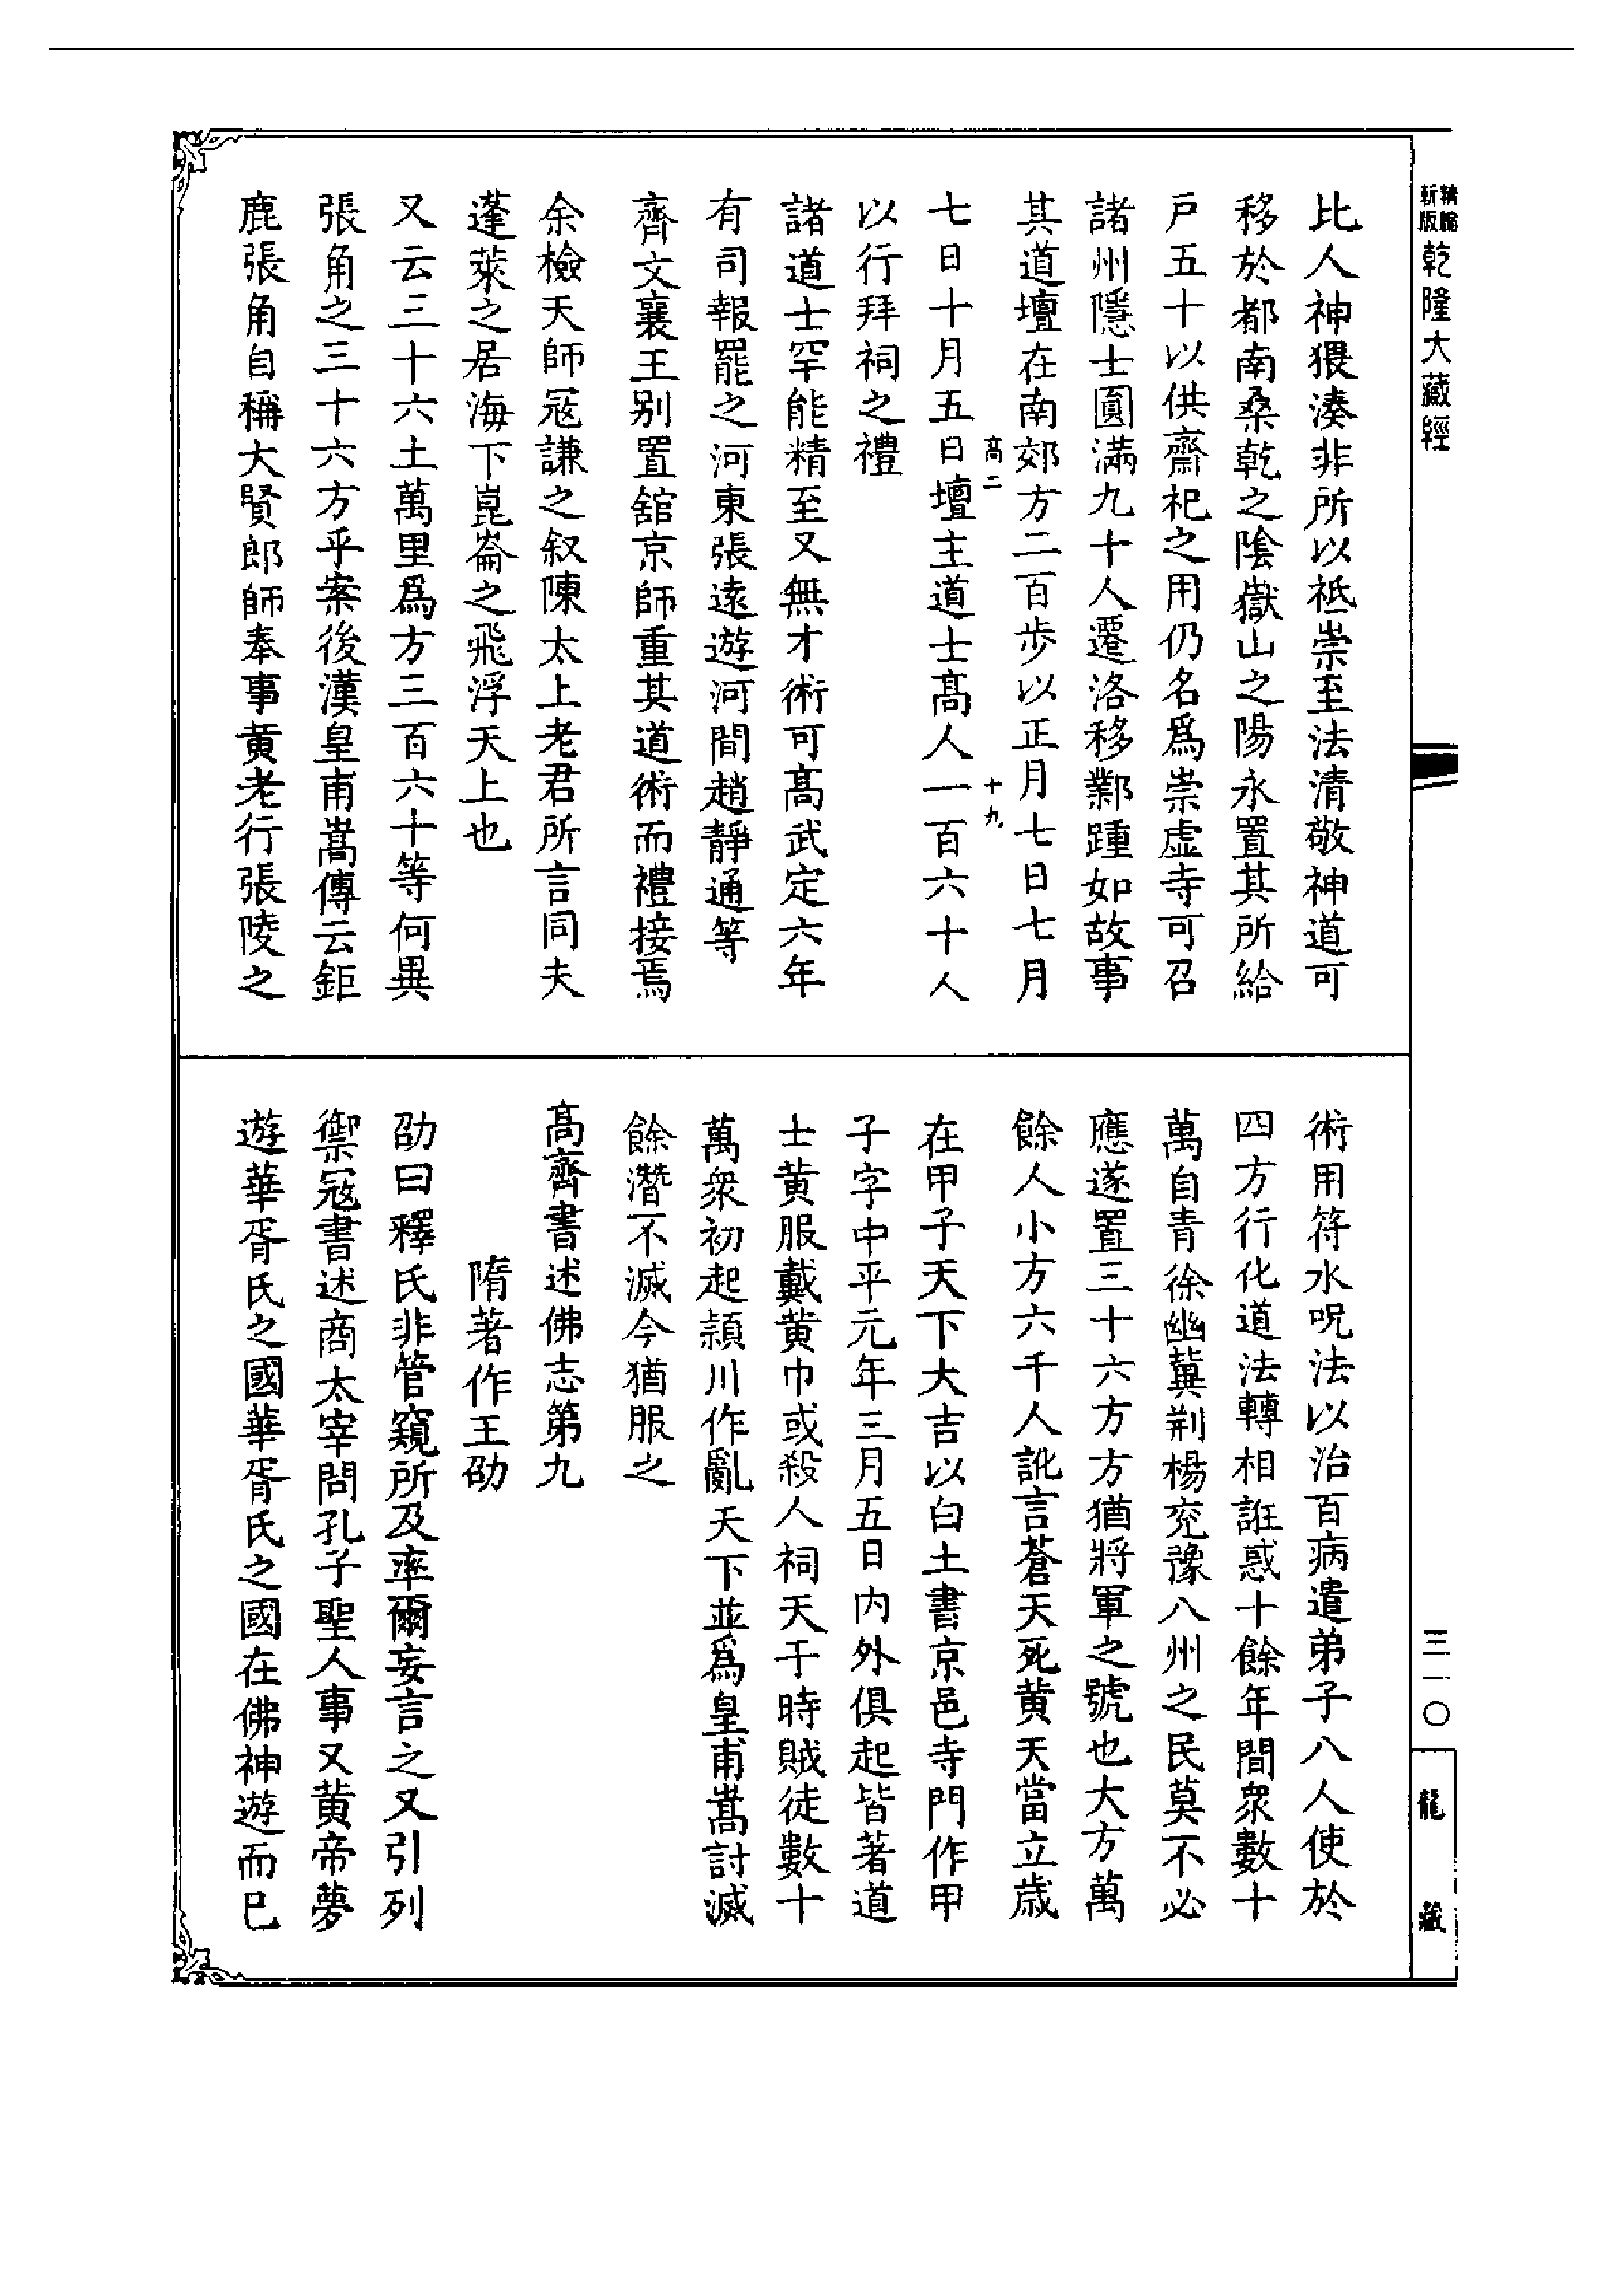 精縮新版乾隆大藏經
比人神猥湊非所以祇崇至法清敬神道可
移於都南桑乾之陰嶽山之陽永置其所給
戶五十以供齋祀之用仍名爲崇虛寺可召
諸州隱士圓滿九十人遷洛移鄴踵如故事
其道壇在南郊方二百步以正月七日七月
高二 十九
七日十月五日壇主道士高人一百六十人
以行拜祠之禮
諸道士罕能精至又無才術可高武定六年
有司報罷之河東張遠遊河間趙靜通等
齊文襄王別置舘京師重其道術而禮接焉
余檢天師冦謙之叙陳太上老君所言同夫
蓬萊之居海下崑崙之飛浮天上也
又云三十六土萬里爲方三百六十等何異
張角之三十六方乎案後漢皇甫嵩傳云鉅
鹿張角自稱大賢郎師奉事黃老行張陵之
術用符水呪法以治百病遣弟子八人使於
四方行化道法轉相誑惑十餘年間衆數十
萬自青徐幽冀荆楊兖豫八州之民莫不必
應遂置三十六方方猶將軍之號也大方萬
餘人小方六千人訛言蒼天死黃天當立歲
在甲子天下大吉以白土書京邑寺門作甲
子字中平元年三月五日內外俱起皆著道
士黃服戴黃巾或殺人祠天于時賊徒數十
萬衆初起頴川作亂天下並爲皇甫嵩討滅
餘潛不滅今猶服之
高齊書述佛志第九
隋著作王劭
劭曰釋氏非管窺所及率爾妄言之又引列
禦冦書述商太宰問孔子聖人事又黃帝夢
遊華胥氏之國華胥氏之國在佛神遊而已
三一〇
龍藏